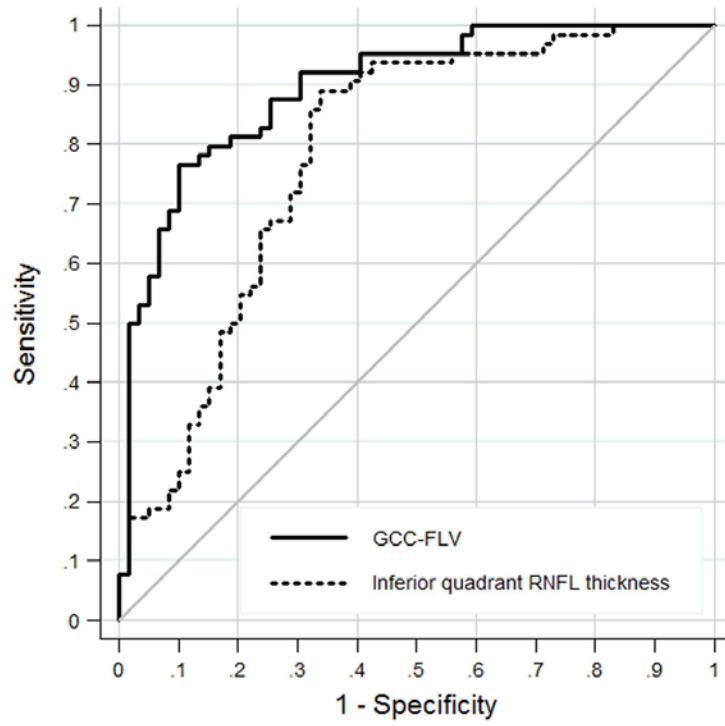 Sensitivity
1
.9
.8
.7
.6
.5
.4
.3
.2
.1
0
GCC-FLV
Inferior quadrant RNFL thickness
0 .1 .2 .3 .4 .5 .6 .7 .8 .9 1
1 - Specificity